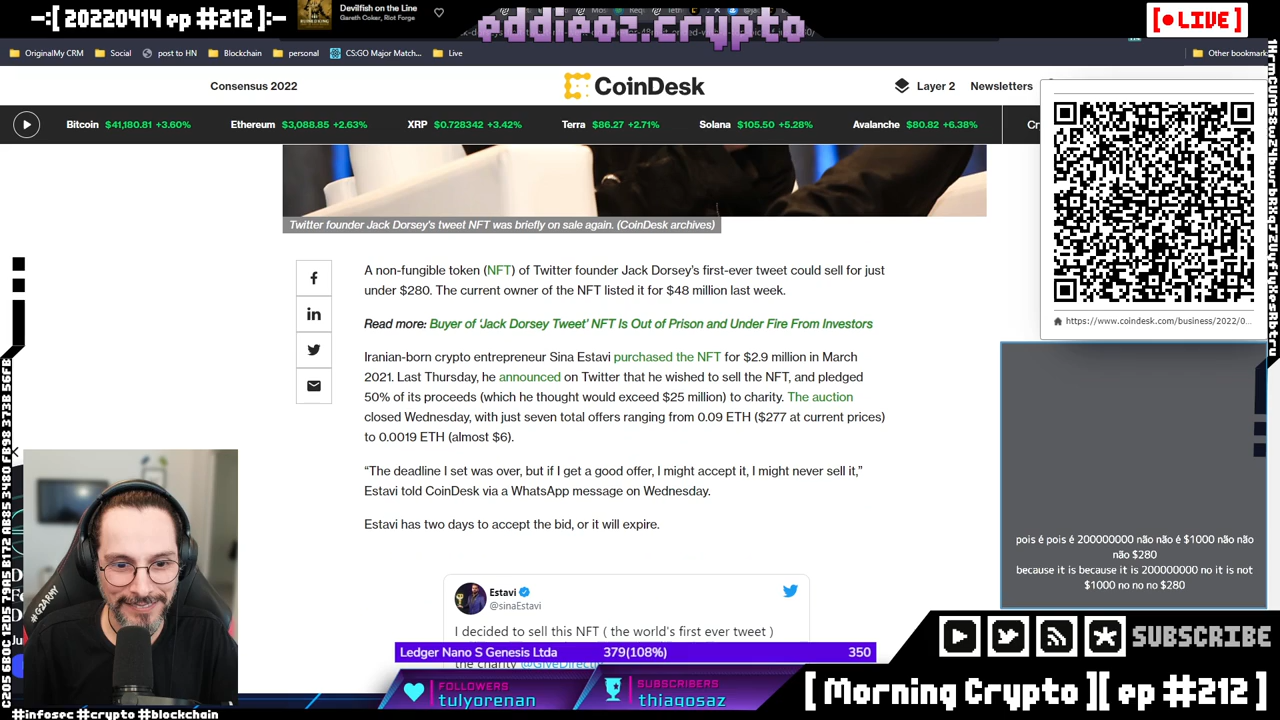 -:[ 20220414 ep #212 ]:-
Devilfish on the Line
Gareth Coker, Riot Forge
eddieoz.crypto
[ LIVE ]
OriginalMy CRM
Social
post to HN
Blockchain
personal
CS:GO Major Match...
Live
Other bookmark
Consensus 2022
CoinDesk
Layer 2
Newsletters
Bitcoin $41,180.81 +3.60%
Ethereum $3,088.85 +2.63%
XRP $0.728342 +3.42%
Terra $86.27 +2.71%
Solana $105.50 +5.28%
Avalanche $80.82 +6.38%
Cr
https://www.coindesk.com/business/2022/0...
Twitter founder Jack Dorsey's tweet NFT was briefly on sale again. (CoinDesk archives)
A non-fungible token (NFT) of Twitter founder Jack Dorsey's first-ever tweet could sell for just
under $280. The current owner of the NFT listed it for $48 million last week.
Read more: Buyer of 'Jack Dorsey Tweet' NFT Is Out of Prison and Under Fire From Investors
Iranian-born crypto entrepreneur Sina Estavi purchased the NFT for $2.9 million in March
2021. Last Thursday, he announced on Twitter that he wished to sell the NFT, and pledged
50% of its proceeds (which he thought would exceed $25 million) to charity. The auction
closed Wednesday, with just seven total offers ranging from 0.09 ETH ($277 at current prices)
to 0.0019 ETH (almost $6).
“The deadline I set was over, but if I get a good offer, I might accept it, I might never sell it,”
Estavi told CoinDesk via a WhatsApp message on Wednesday.
Estavi has two days to accept the bid, or it will expire.
Estavi
@sinaEstavi
I decided to sell this NFT ( the world's first ever tweet )
the charity @GiveDirectly
pois é pois é 200000000 não não é $1000 não não
não $280
because it is because it is 200000000 no it is not
$1000 no no no $280
Ledger Nano S Genesis Ltda 379(108%) 350
FOLLOWERS
tulyorenan
SUBSCRIBERS
thiagosaz
SUBSCRIBE
[ Morning Crypto ][ ep #212 ]
#infosec #crypto #blockchain